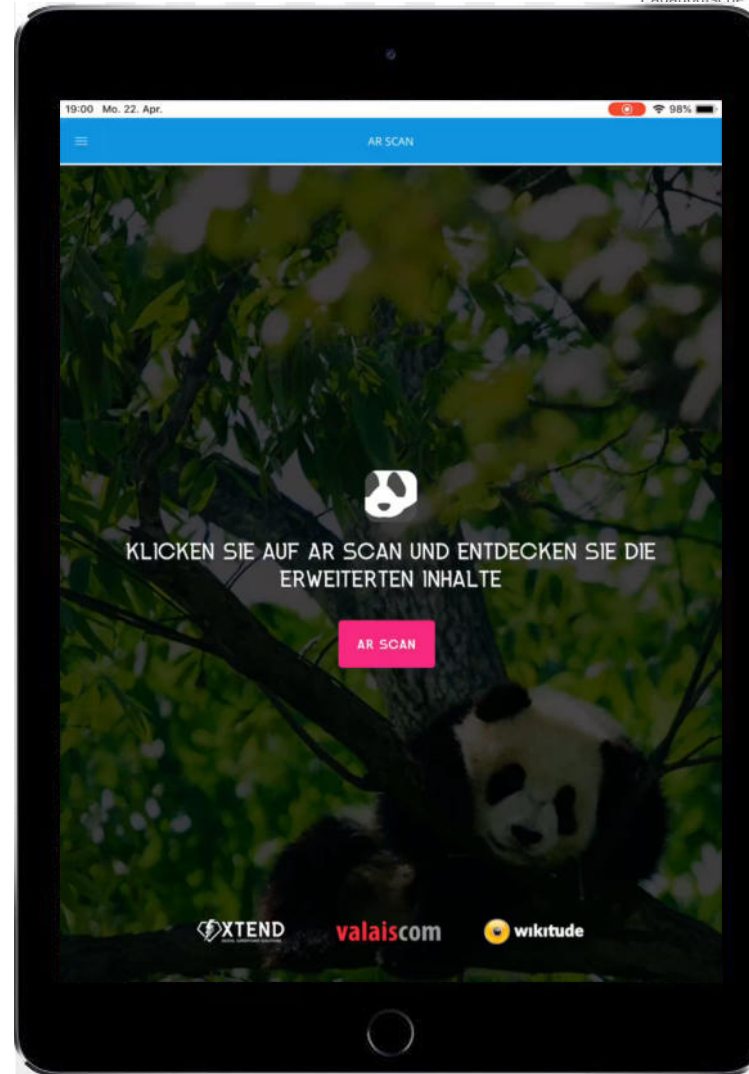 19:00 Mo. 22. Apr.
98%
AR SCAN
KLICKEN SIE AUF AR SCAN UND ENTDECKEN SIE DIE
ERWEITERTEN INHALTE
AR SCAN
XTEND
valaiscom
wikitude